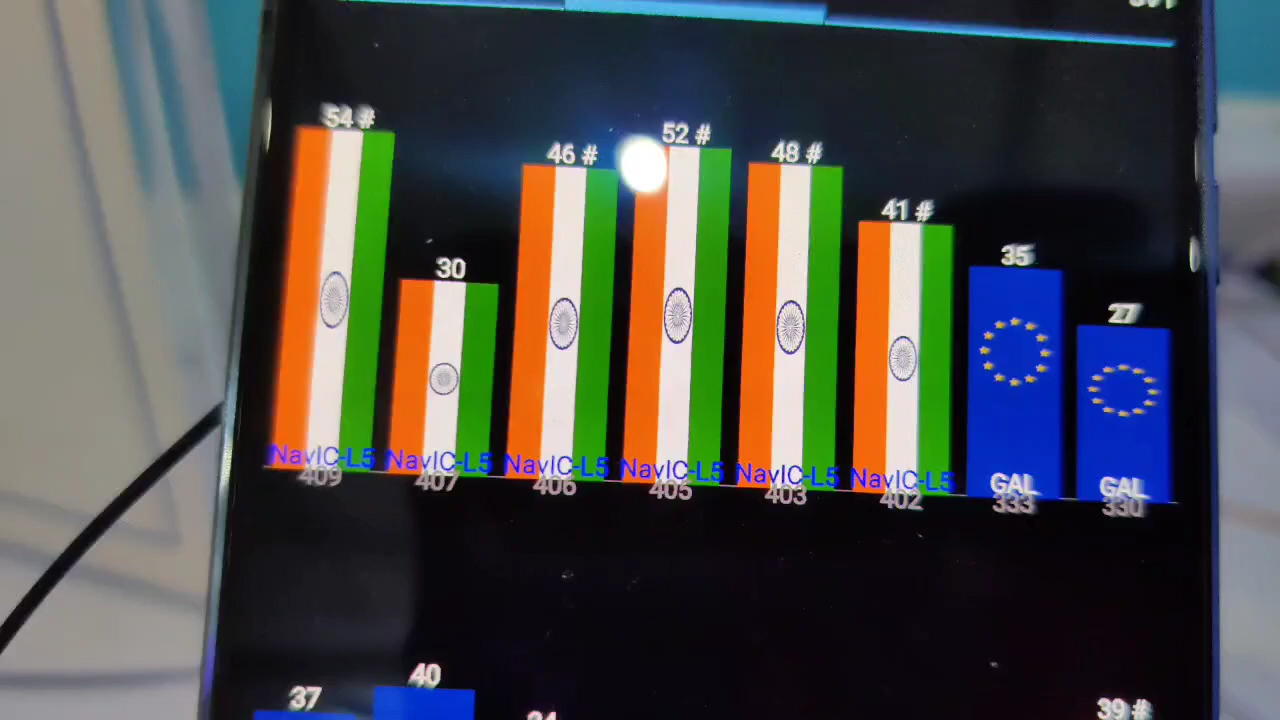 54 # 30 46 # 52 # 48 # 41 # 35 27
NavIC-L5 NavIC-L5 NavIC-L5 NavIC-L5 NavIC-L5 NavIC-L5 GAL GAL
409 407 406 405 403 402 333 330
37 40 39 #